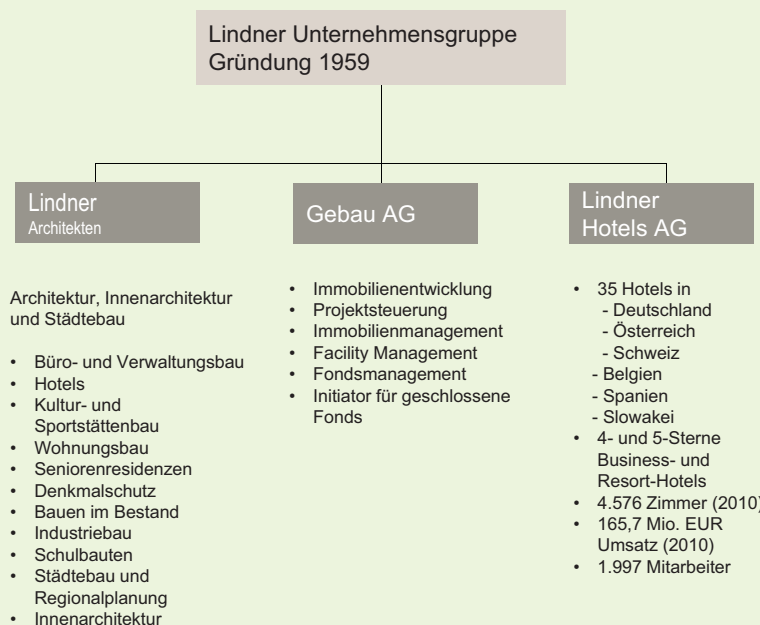 Lindner Unternehmensgruppe
Gründung 1959
Lindner
Architekten
Architektur, Innenarchitektur
und Städtebau
• Büro- und Verwaltungsbau
• Hotels
• Kultur- und
Sportstättenbau
• Wohnungsbau
• Seniorenresidenzen
• Denkmalschutz
• Bauen im Bestand
• Industriebau
• Schulbauten
• Städtebau und
Regionalplanung
• Innenarchitektur
Gebau AG
• Immobilienentwicklung
• Projektsteuerung
• Immobilienmanagement
• Facility Management
• Fondsmanagement
• Initiator für geschlossene
Fonds
Lindner
Hotels AG
• 35 Hotels in
- Deutschland
- Österreich
- Schweiz
- Belgien
- Spanien
- Slowakei
• 4- und 5-Sterne
Business- und
Resort-Hotels
• 4.576 Zimmer (2010)
• 165,7 Mio. EUR
Umsatz (2010)
• 1.997 Mitarbeiter